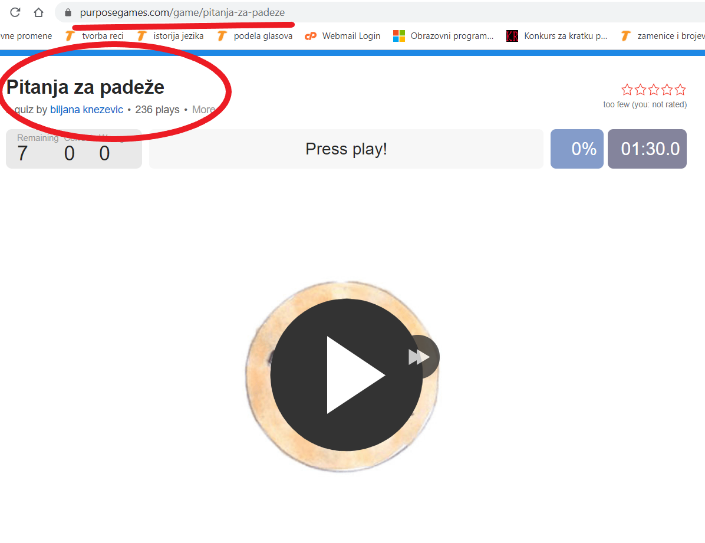 purposegames.com/game/pitanja-za-padeze
vne promene tvorba reci istorija jezika podela glasova Webmail Login Obrazovni program... Konkurs za kratku p... zamenice i brojev
Pitanja za padeže
quiz by biljana knezevic • 236 plays • More
too few (you: not rated)
Remaining
7 0 0
Press play!
0%
01:30.0